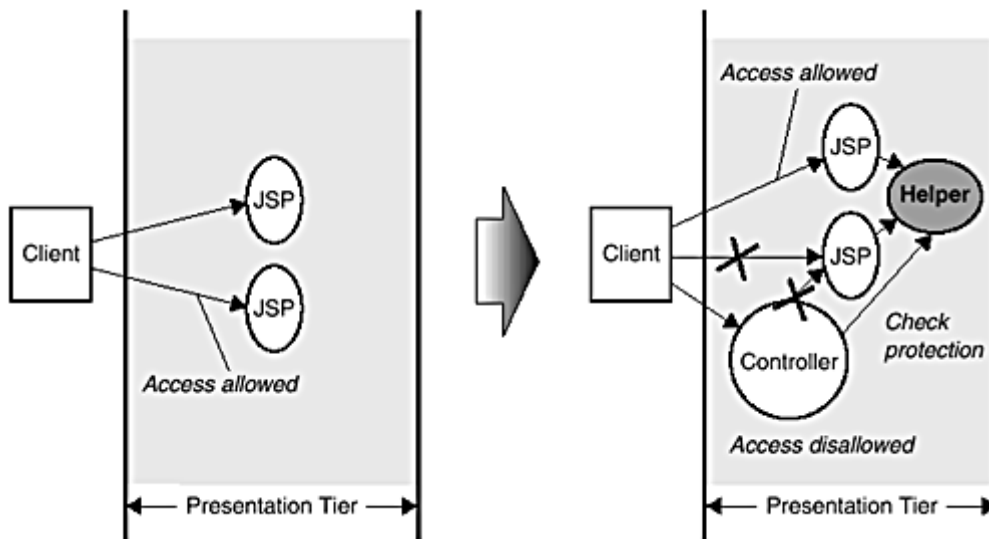 Client
JSP
JSP
Access allowed
Presentation Tier
Access allowed
JSP
Helper
Client
JSP
Check
protection
Controller
Access disallowed
Presentation Tier